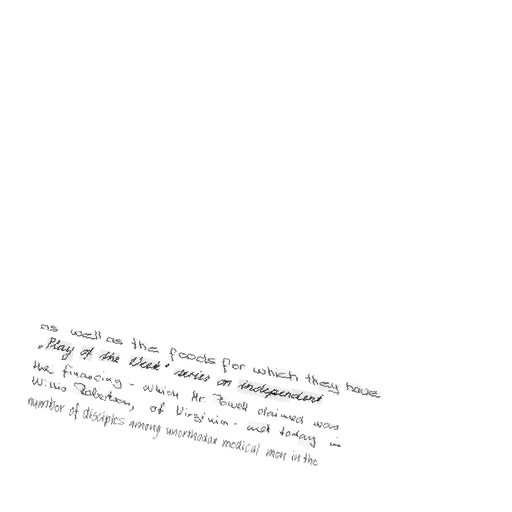 as well as the foods for which they have
"Play of the Week" series on independent
the financing - which Mr. Powell claimed was
Willis Robertson, of Virginia - met today in
number of disciples among unorthodox medical men in the